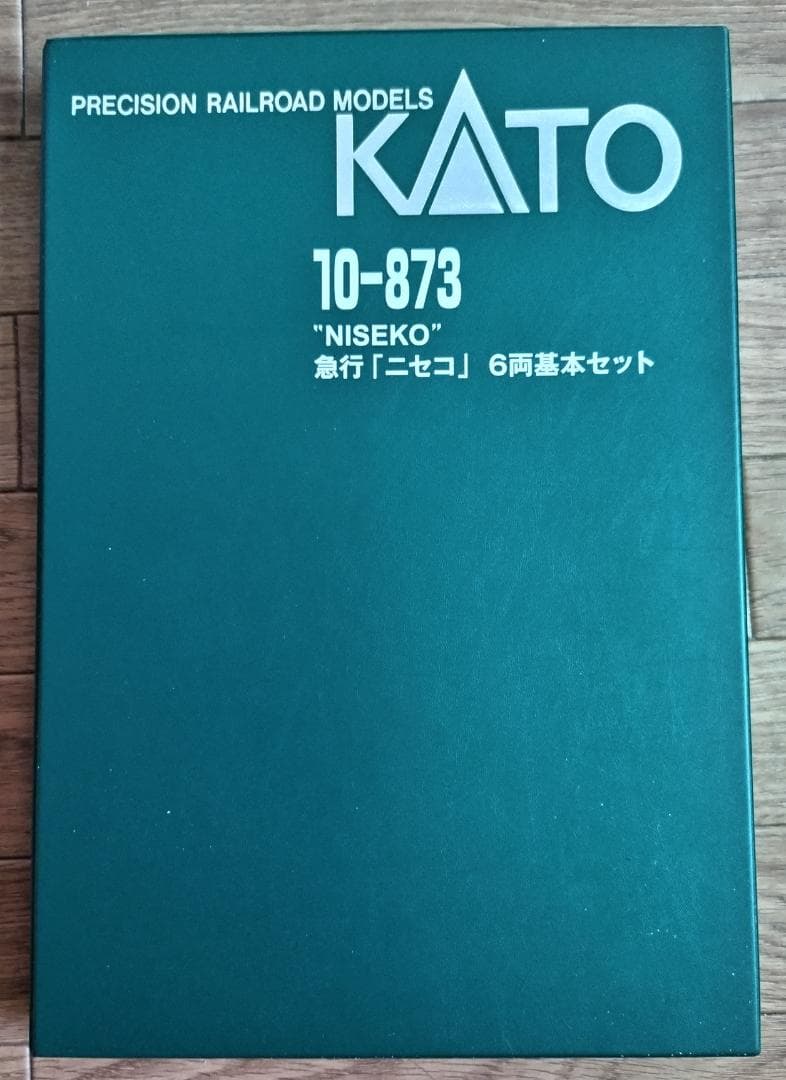 PRECISION RAILROAD MODELS
KATO
10-873
"NISEKO"
急行「ニセコ」 6両基本セット